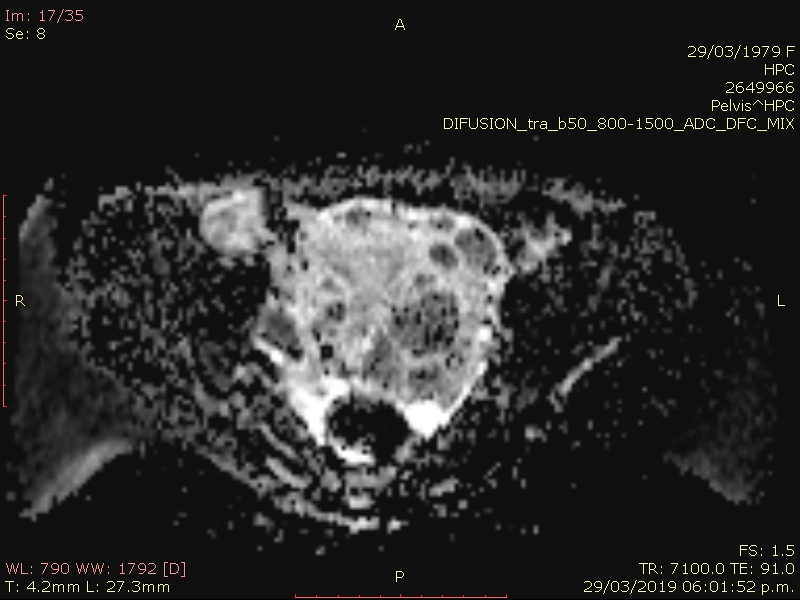 Im: 17/35
Se: 8
A
29/03/1979 F
HPC
2649966
Pelvis^HPC
DIFUSION_tra_b50_800-1500_ADC_DFC_MIX
R
L
WL: 790 WW: 1792 [D]
T: 4.2mm L: 27.3mm
P
FS: 1.5
TR: 7100.0 TE: 91.0
29/03/2019 06:01:52 p.m.